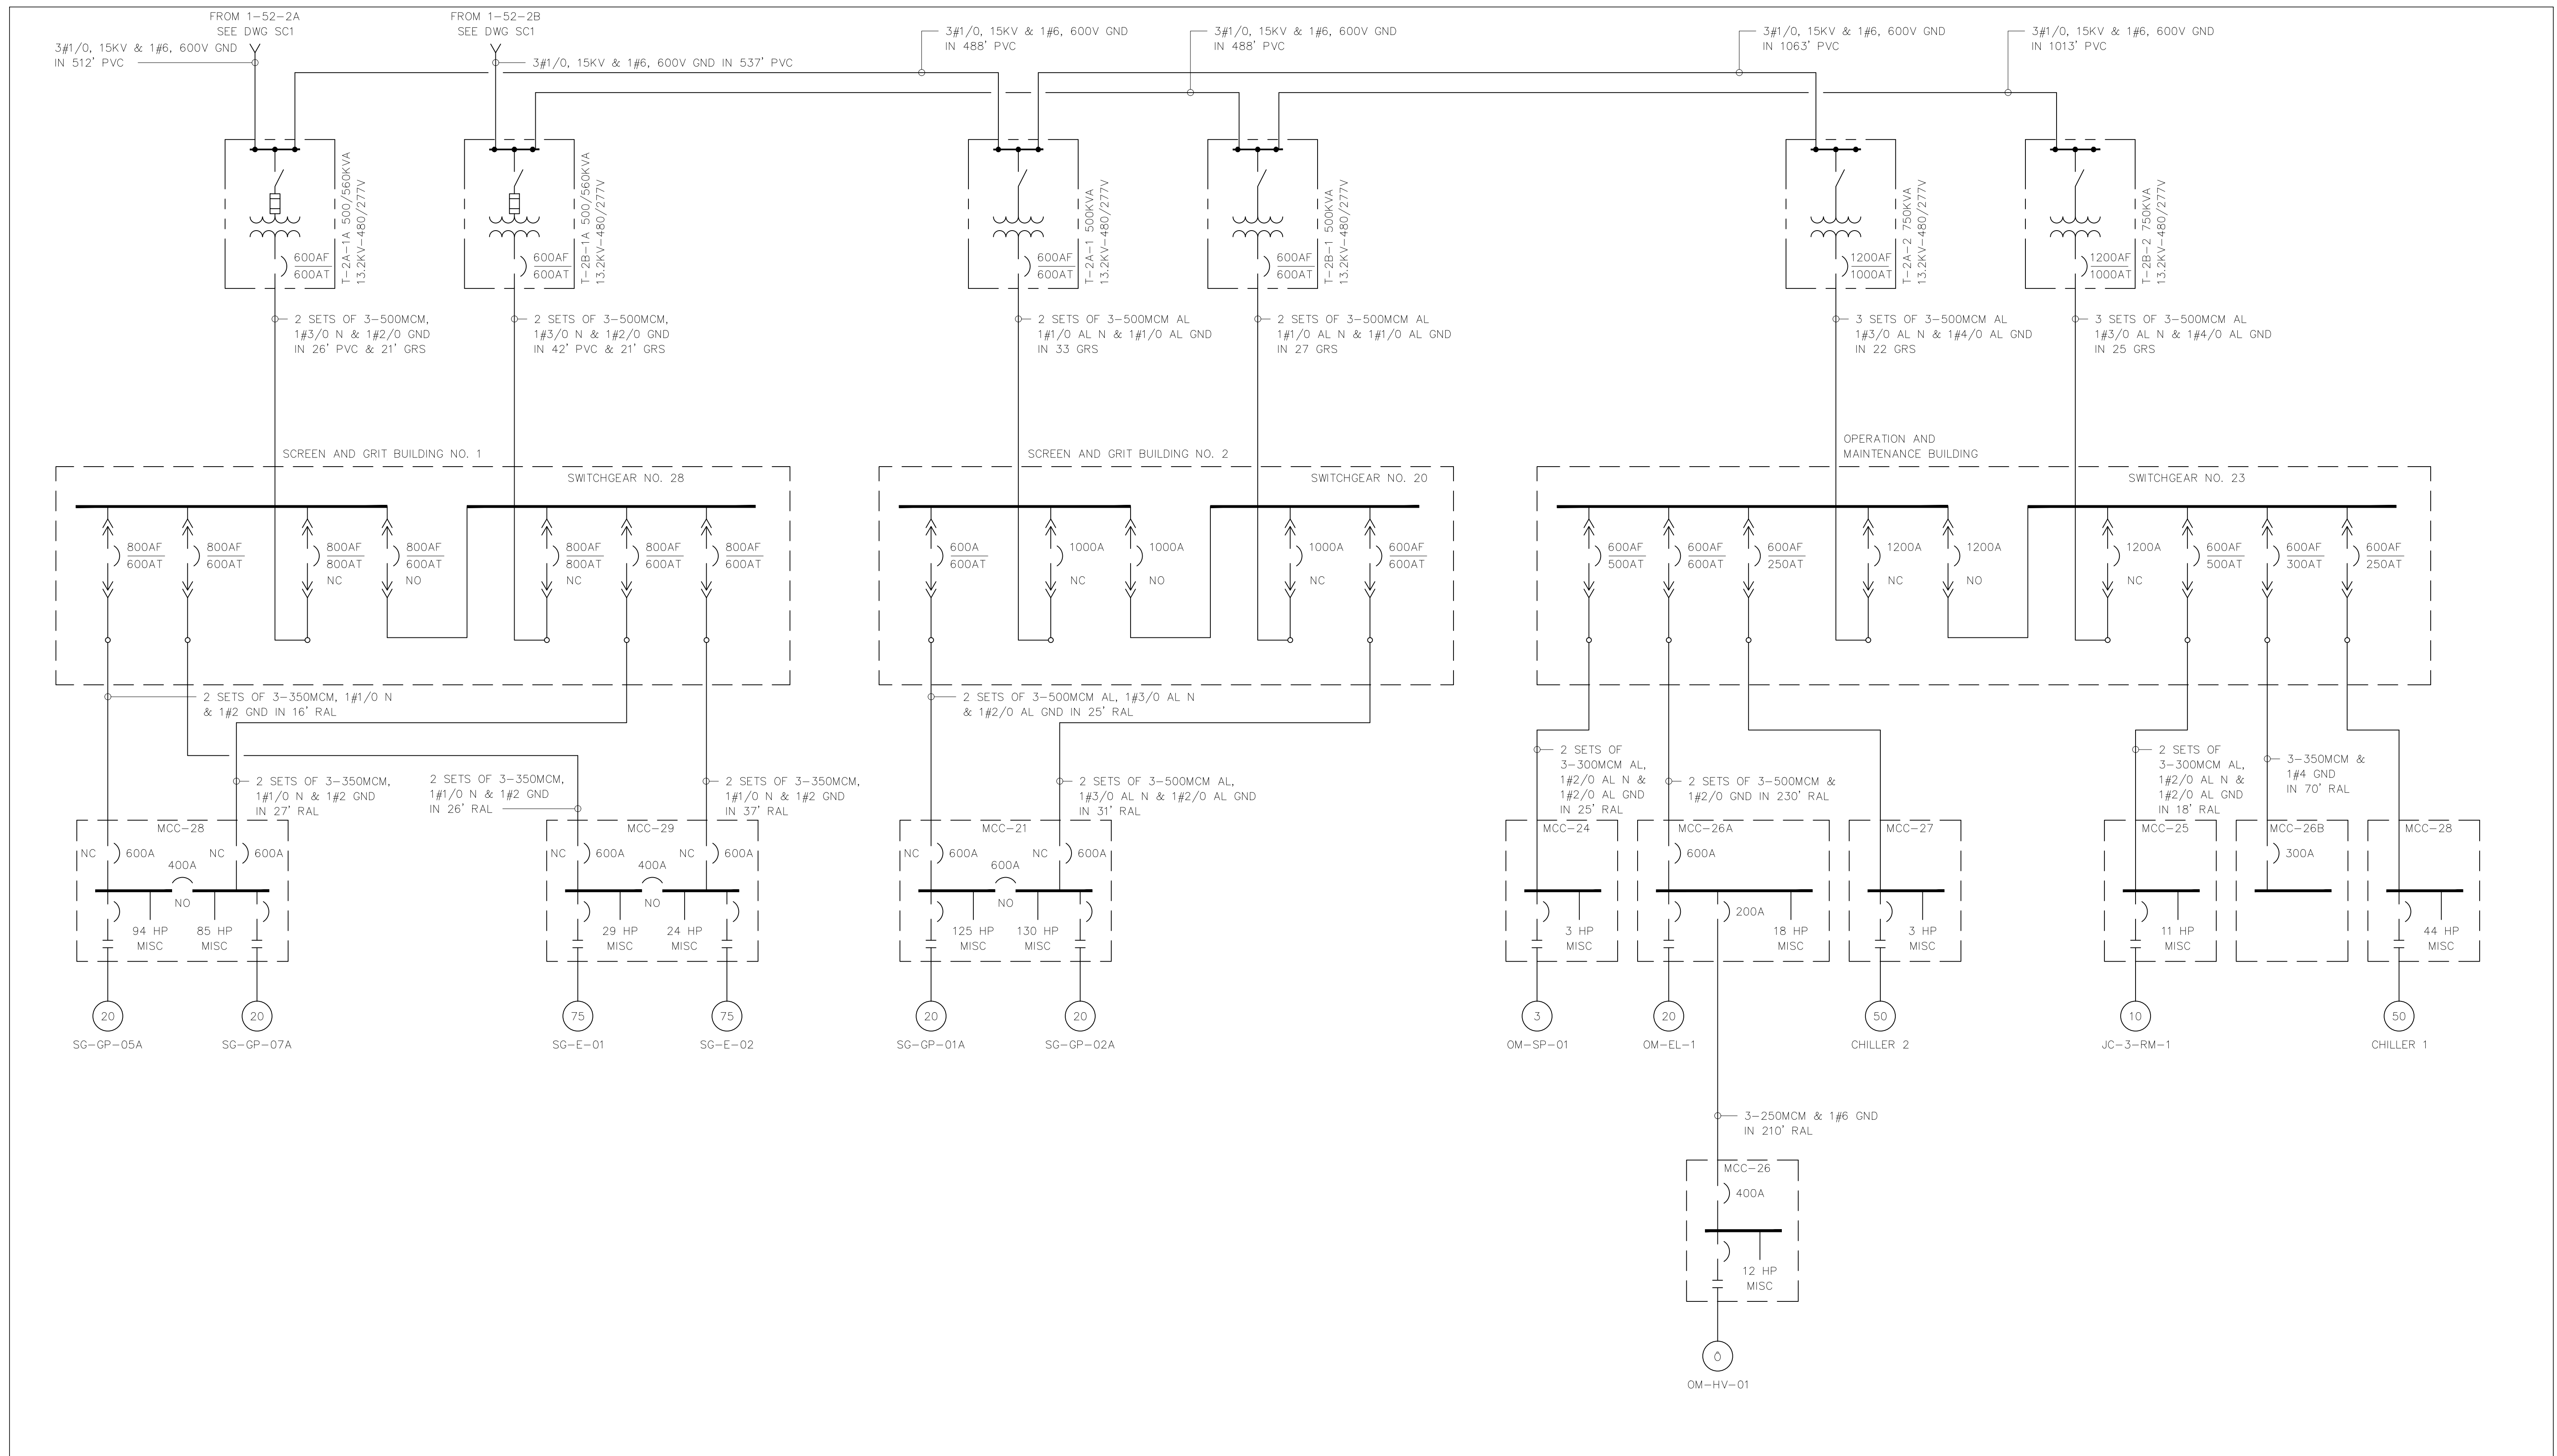 FROM 1-52-2A
SEE DWG SC1
FROM 1-52-2B
SEE DWG SC1
3#1/0, 15KV & 1#6, 600V GND
IN 512' PVC
3#1/0, 15KV & 1#6, 600V GND IN 537' PVC
3#1/0, 15KV & 1#6, 600V GND
IN 488' PVC
3#1/0, 15KV & 1#6, 600V GND
IN 488' PVC
3#1/0, 15KV & 1#6, 600V GND
IN 1063' PVC
3#1/0, 15KV & 1#6, 600V GND
IN 1013' PVC
600AF
600AT
T-2A-1A 500/560KVA
13.2KV-480/277V
600AF
600AT
T-2B-1A 500/560KVA
13.2KV-480/277V
600AF
600AT
T-2A-1 500KVA
13.2KV-480/277V
600AF
600AT
T-2B-1 500KVA
13.2KV-480/277V
1200AF
1000AT
T-2A-2 750KVA
13.2KV-480/277V
1200AF
1000AT
T-2B-2 750KVA
13.2KV-480/277V
2 SETS OF 3-500MCM,
1#3/0 N & 1#2/0 GND
IN 26' PVC & 21' GRS
2 SETS OF 3-500MCM,
1#3/0 N & 1#2/0 GND
IN 42' PVC & 21' GRS
2 SETS OF 3-500MCM AL
1#1/0 AL N & 1#1/0 AL GND
IN 33 GRS
2 SETS OF 3-500MCM AL
1#1/0 AL N & 1#1/0 AL GND
IN 27 GRS
3 SETS OF 3-500MCM AL
1#3/0 AL N & 1#4/0 AL GND
IN 22 GRS
3 SETS OF 3-500MCM AL
1#3/0 AL N & 1#4/0 AL GND
IN 25 GRS
SCREEN AND GRIT BUILDING NO. 1
SWITCHGEAR NO. 28
800AF
600AT
800AF
600AT
800AF
800AT
NC
800AF
600AT
NO
800AF
800AT
NC
800AF
600AT
800AF
600AT
SCREEN AND GRIT BUILDING NO. 2
SWITCHGEAR NO. 20
600A
600AT
1000A
NC
1000A
NO
1000A
NC
600AF
600AT
OPERATION AND
MAINTENANCE BUILDING
SWITCHGEAR NO. 23
600AF
500AT
600AF
600AT
600AF
250AT
1200A
NC
1200A
NO
1200A
NC
600AF
500AT
600AF
300AT
600AF
250AT
2 SETS OF 3-350MCM, 1#1/0 N
& 1#2 GND IN 16' RAL
2 SETS OF 3-350MCM,
1#1/0 N & 1#2 GND
IN 27' RAL
2 SETS OF 3-350MCM,
1#1/0 N & 1#2 GND
IN 26' RAL
2 SETS OF 3-350MCM,
1#1/0 N & 1#2 GND
IN 37' RAL
2 SETS OF 3-500MCM AL, 1#3/0 AL N
& 1#2/0 AL GND IN 25' RAL
2 SETS OF 3-500MCM AL,
1#3/0 AL N & 1#2/0 AL GND
IN 31' RAL
2 SETS OF
3-300MCM AL,
1#2/0 AL N &
1#2/0 AL GND
IN 25' RAL
2 SETS OF 3-500MCM &
1#2/0 GND IN 230' RAL
2 SETS OF
3-300MCM AL,
1#2/0 AL N &
1#2/0 AL GND
IN 18' RAL
3-350MCM &
1#4 GND
IN 70' RAL
MCC-28
NC 600A
400A
NO
NC 600A
94 HP
MISC
85 HP
MISC
20
SG-GP-05A
20
SG-GP-07A
MCC-29
NC 600A
400A
NO
NC 600A
29 HP
MISC
24 HP
MISC
75
SG-E-01
75
SG-E-02
MCC-21
NC 600A
600A
NO
NC 600A
125 HP
MISC
130 HP
MISC
20
SG-GP-01A
20
SG-GP-02A
MCC-24
3 HP
MISC
3
OM-SP-01
MCC-26A
600A
200A
18 HP
MISC
20
OM-EL-1
MCC-27
3 HP
MISC
50
CHILLER 2
MCC-25
11 HP
MISC
10
JC-3-RM-1
MCC-26B
300A
MCC-28
44 HP
MISC
50
CHILLER 1
3-250MCM & 1#6 GND
IN 210' RAL
MCC-26
400A
12 HP
MISC
OM-HV-01